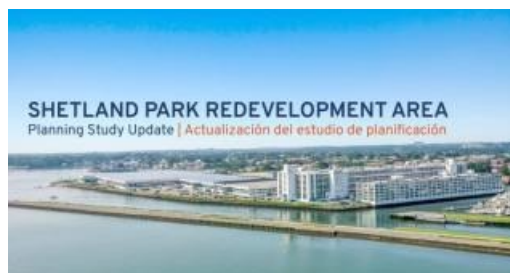 SHETLAND PARK REDEVELOPMENT AREA
Planning Study Update | Actualización del estudio de planificación